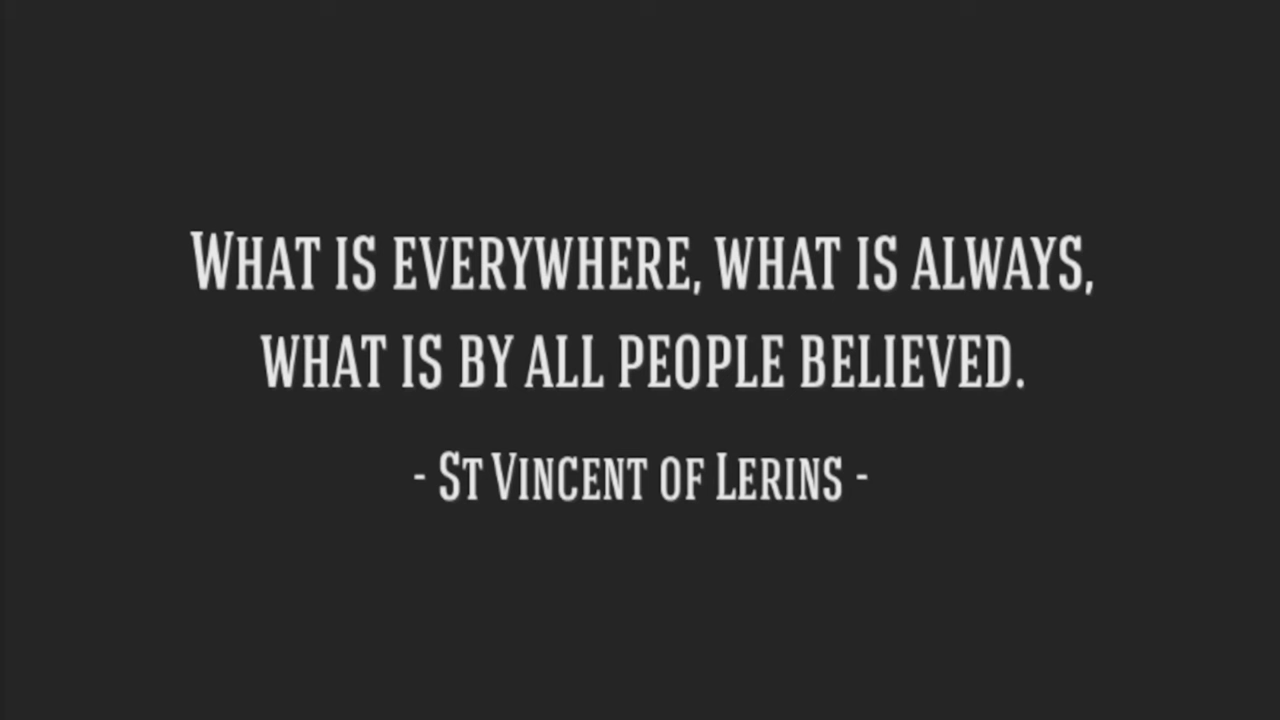 What is everywhere, what is always,
what is by all people believed.
- St Vincent of Lerins -